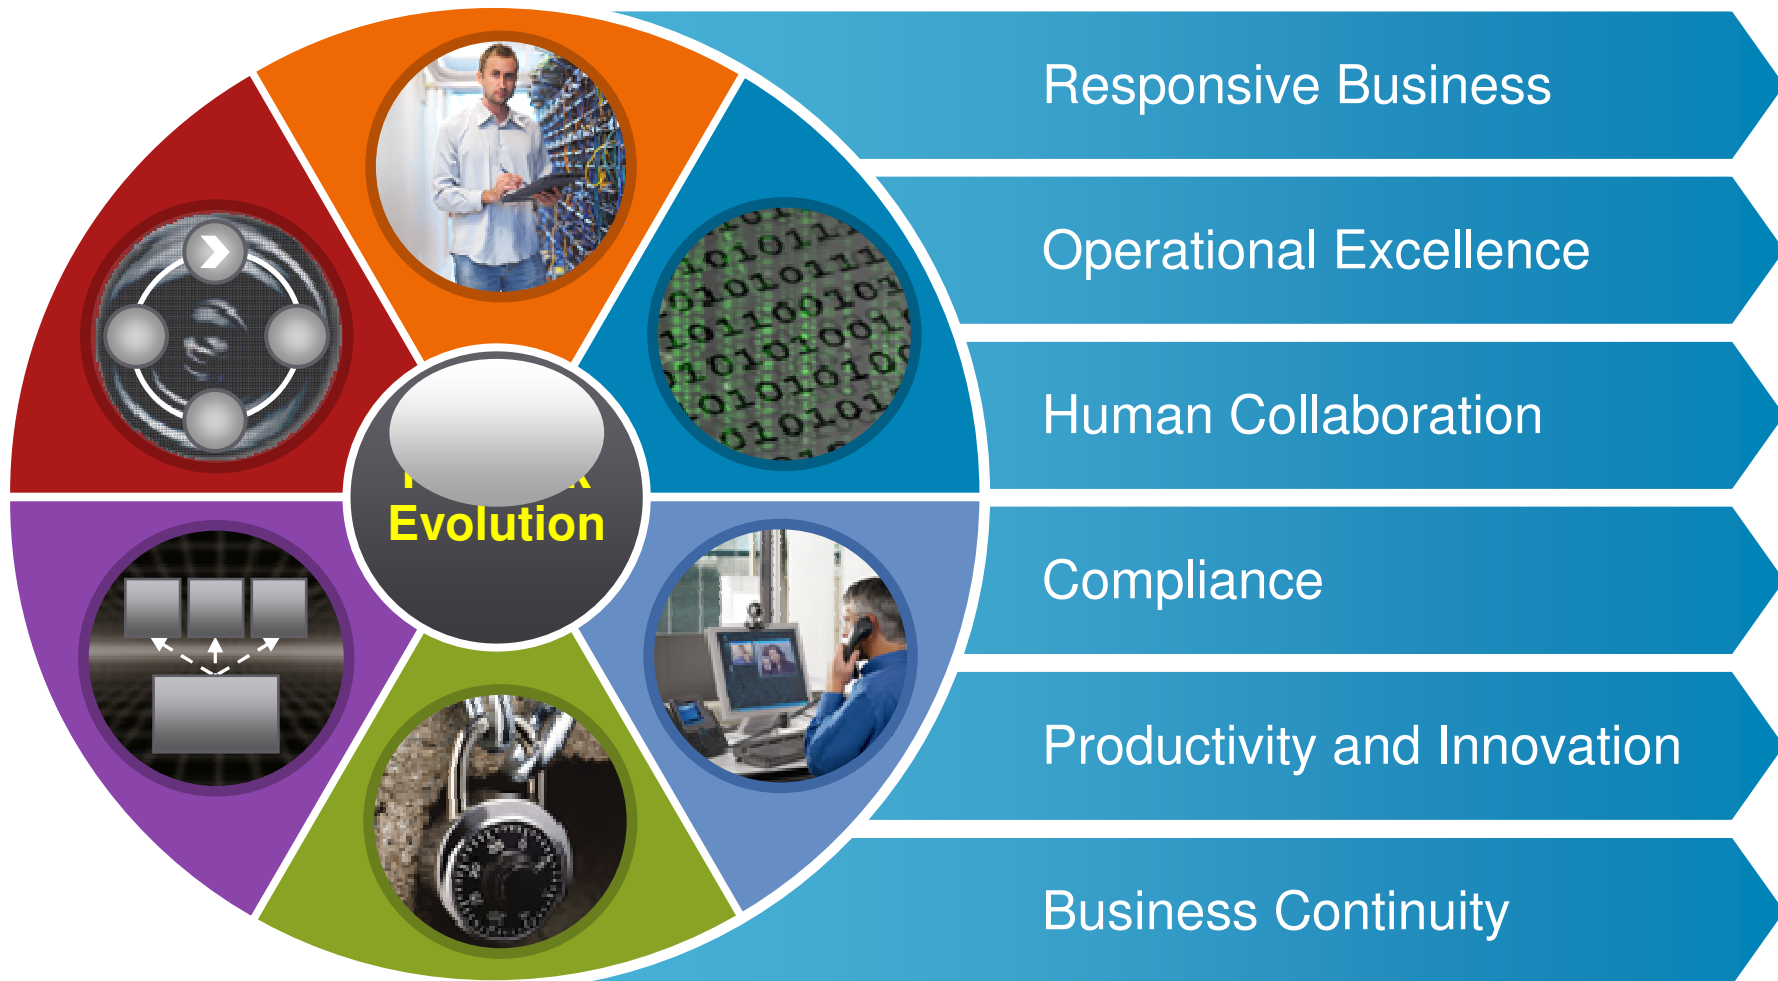 Evolution
Responsive Business
Operational Excellence
Human Collaboration
Compliance
Productivity and Innovation
Business Continuity